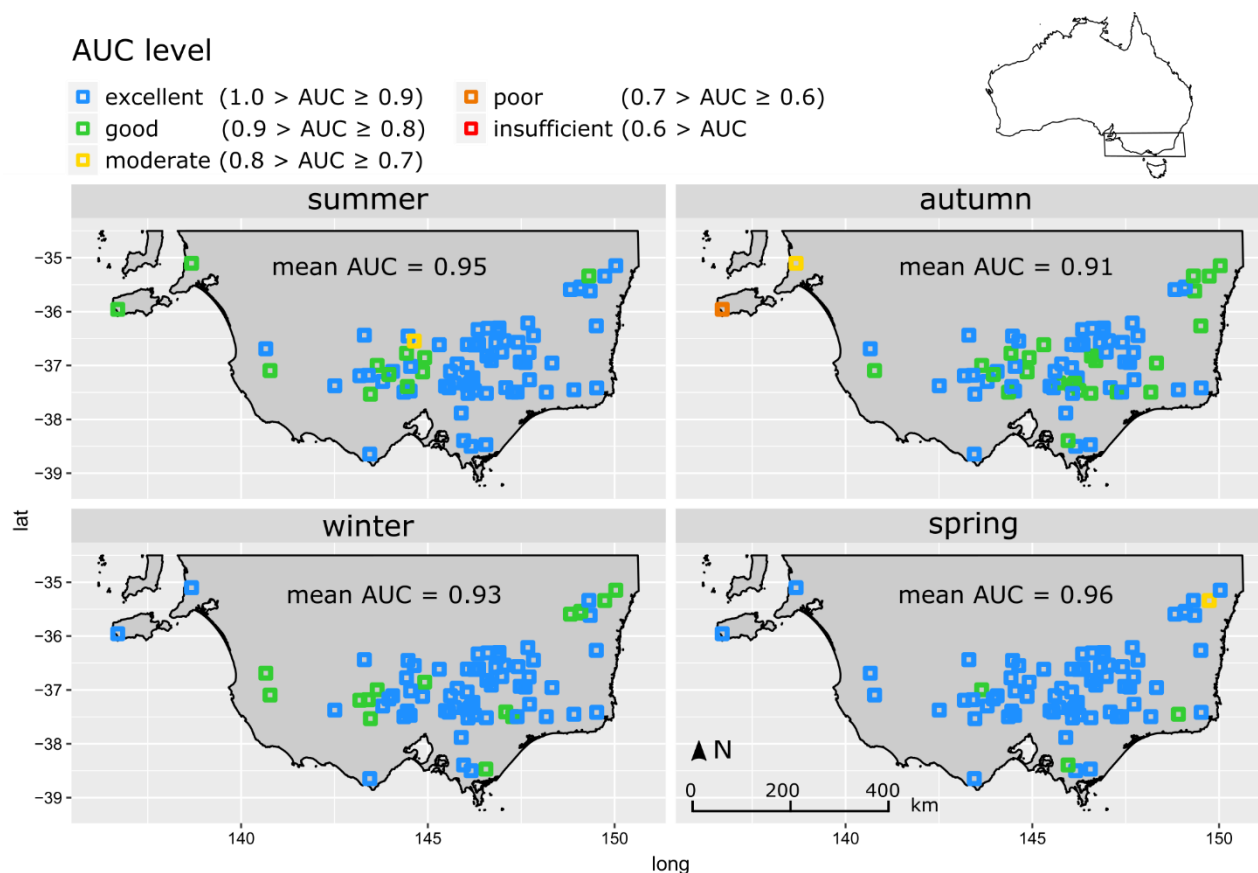 AUC level
excellent (1.0 > AUC ≥ 0.9)
good (0.9 > AUC ≥ 0.8)
moderate (0.8 > AUC ≥ 0.7)
poor (0.7 > AUC ≥ 0.6)
insufficient (0.6 > AUC
summer
autumn
mean AUC = 0.95
mean AUC = 0.91
−35
−36
−37
−38
−39
winter
spring
mean AUC = 0.93
mean AUC = 0.96
−35
−36
−37
−38
−39
N
0 200 400
km
lat
140 145 150
140 145 150
long